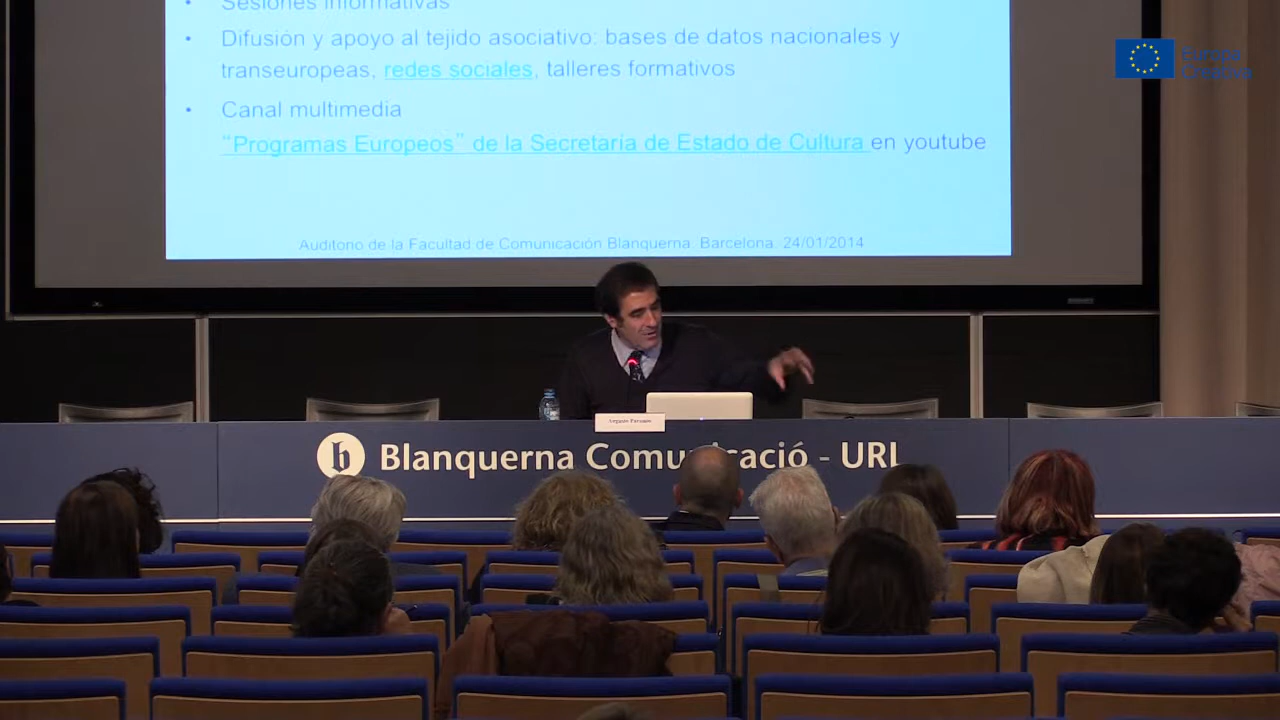 Sesiones informativas
• Difusión y apoyo al tejido asociativo: bases de datos nacionales y
transeuropeas, redes sociales, talleres formativos
• Canal multimedia
"Programas Europeos" de la Secretaría de Estado de Cultura en youtube
Auditorio de la Facultad de Comunicación Blanquerna. Barcelona. 24/01/2014
Europa
Creativa
b Blanquerna Comunicació - URL